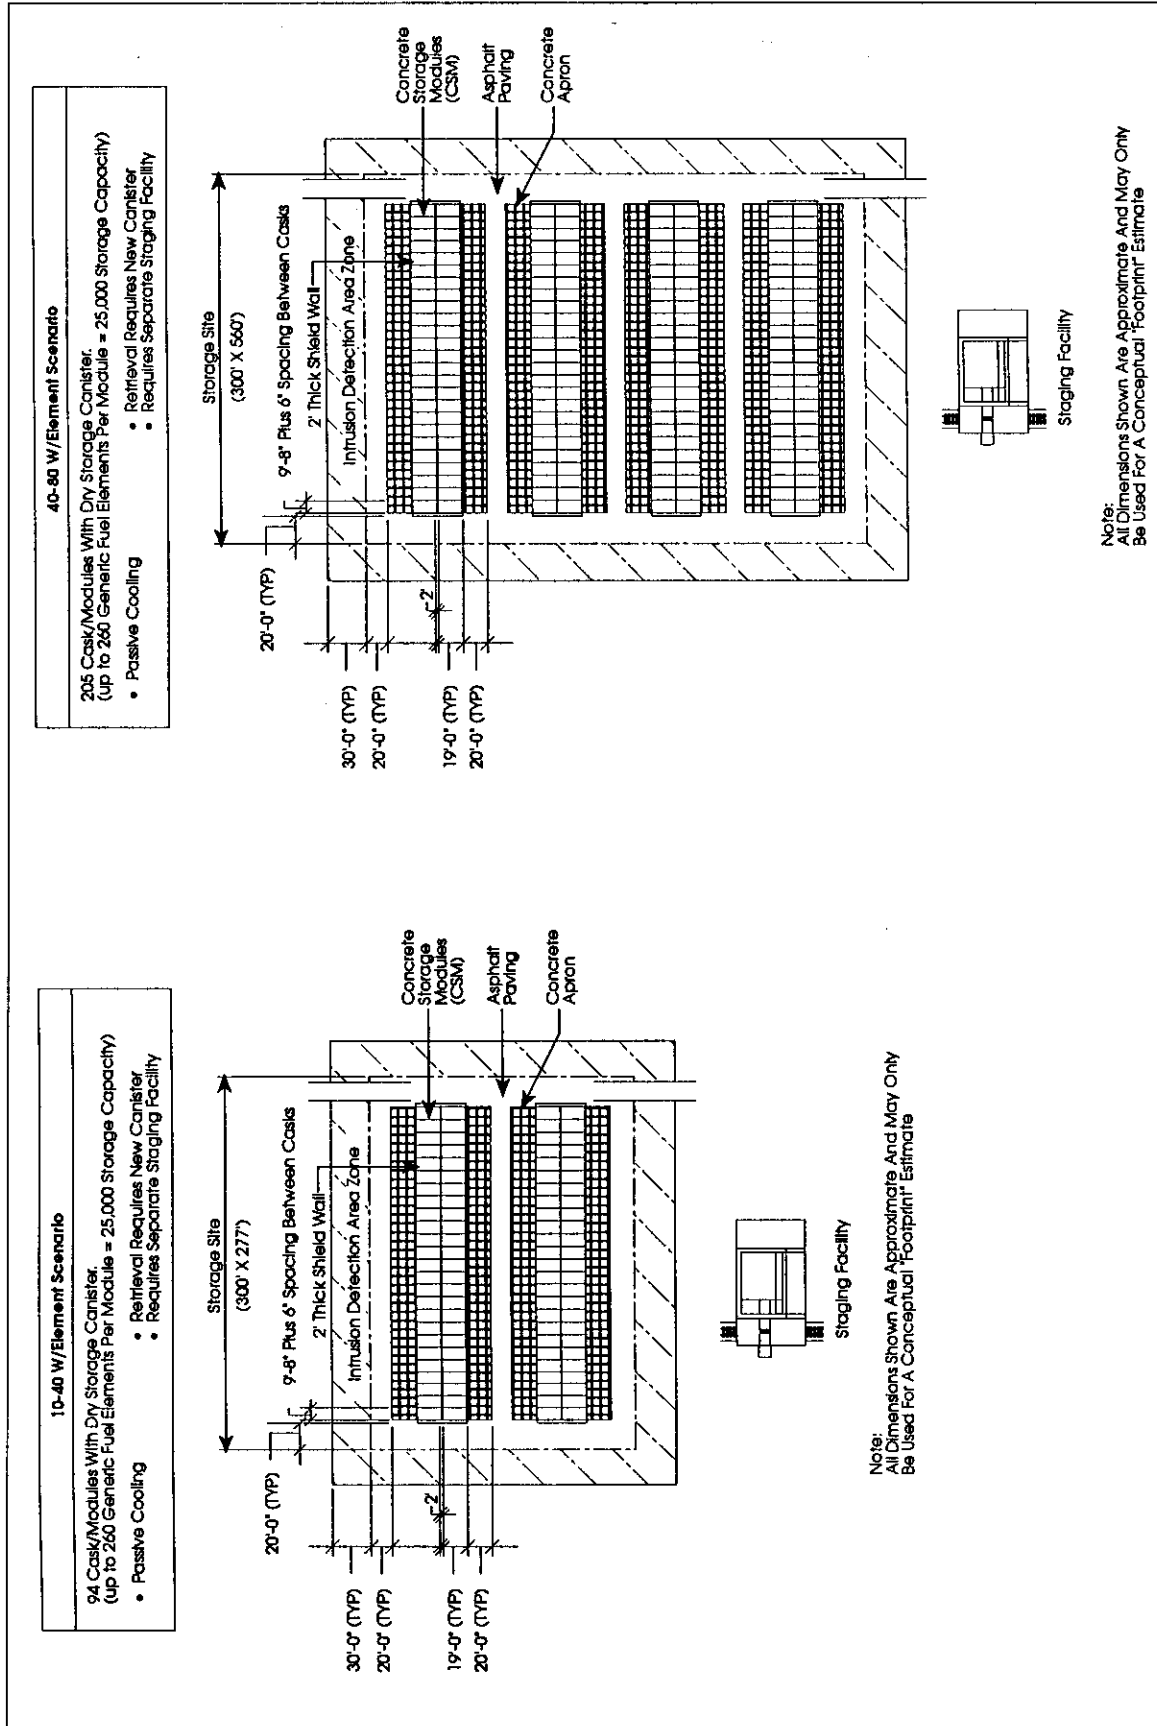 10-40 W/Element Scenario
94 Cask/Modules With Dry Storage Canister.
(up to 260 Generic Fuel Elements Per Module = 25,000 Storage Capacity)
• Passive Cooling
• Retrieval Requires New Canister
• Requires Separate Staging Facility
Storage Site
(300' X 277')
20'-0" (TYP)
9'-8" Plus 6" Spacing Between Casks
2' Thick Shield Wall
Intrusion Detection Area Zone
Concrete
Storage
Modules
(CSM)
Asphalt
Paving
Concrete
Apron
30'-0" (TYP)
20'-0" (TYP)
2'
19'-0" (TYP)
20'-0" (TYP)
Staging Facility
Note:
All Dimensions Shown Are Approximate And May Only
Be Used For A Conceptual "Footprint" Estimate
40-80 W/Element Scenario
205 Cask/Modules With Dry Storage Canister.
(up to 260 Generic Fuel Elements Per Module = 25,000 Storage Capacity)
• Passive Cooling
• Retrieval Requires New Canister
• Requires Separate Staging Facility
Storage Site
(300' X 560')
20'-0" (TYP)
9'-8" Plus 6" Spacing Between Casks
2' Thick Shield Wall
Intrusion Detection Area Zone
Concrete
Storage
Modules
(CSM)
Asphalt
Paving
Concrete
Apron
30'-0" (TYP)
20'-0" (TYP)
2'
19'-0" (TYP)
20'-0" (TYP)
Staging Facility
Note:
All Dimensions Shown Are Approximate And May Only
Be Used For A Conceptual "Footprint" Estimate